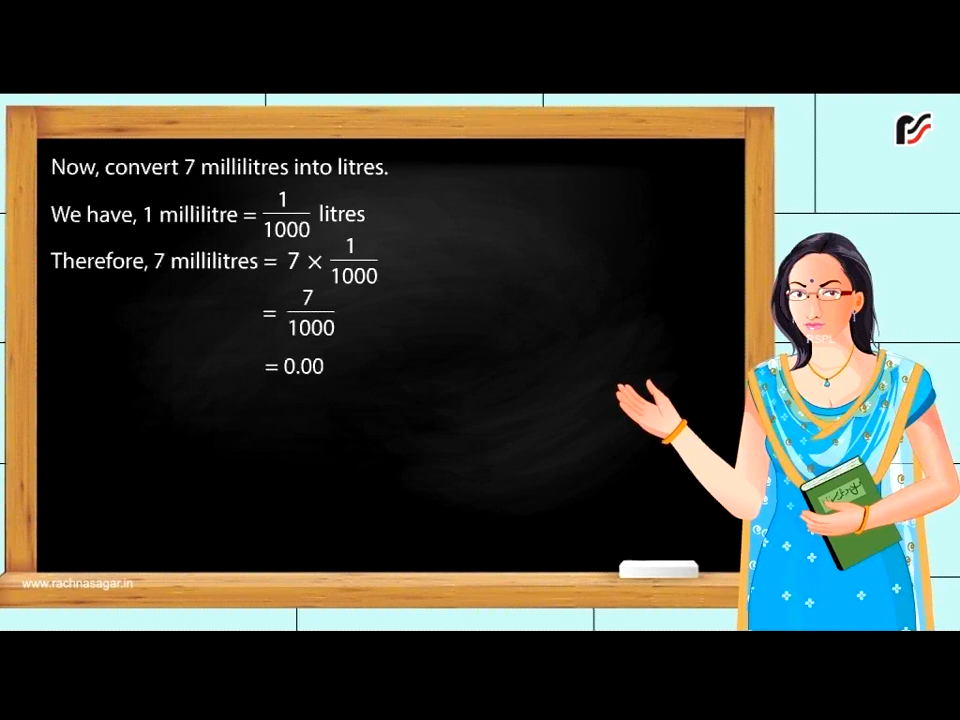 Now, convert 7 millilitres into litres.
We have, 1 millilitre = 1/1000 litres
Therefore, 7 millilitres = 7 × 1/1000
= 7/1000
= 0.00
RSPL
www.rachnasagar.in